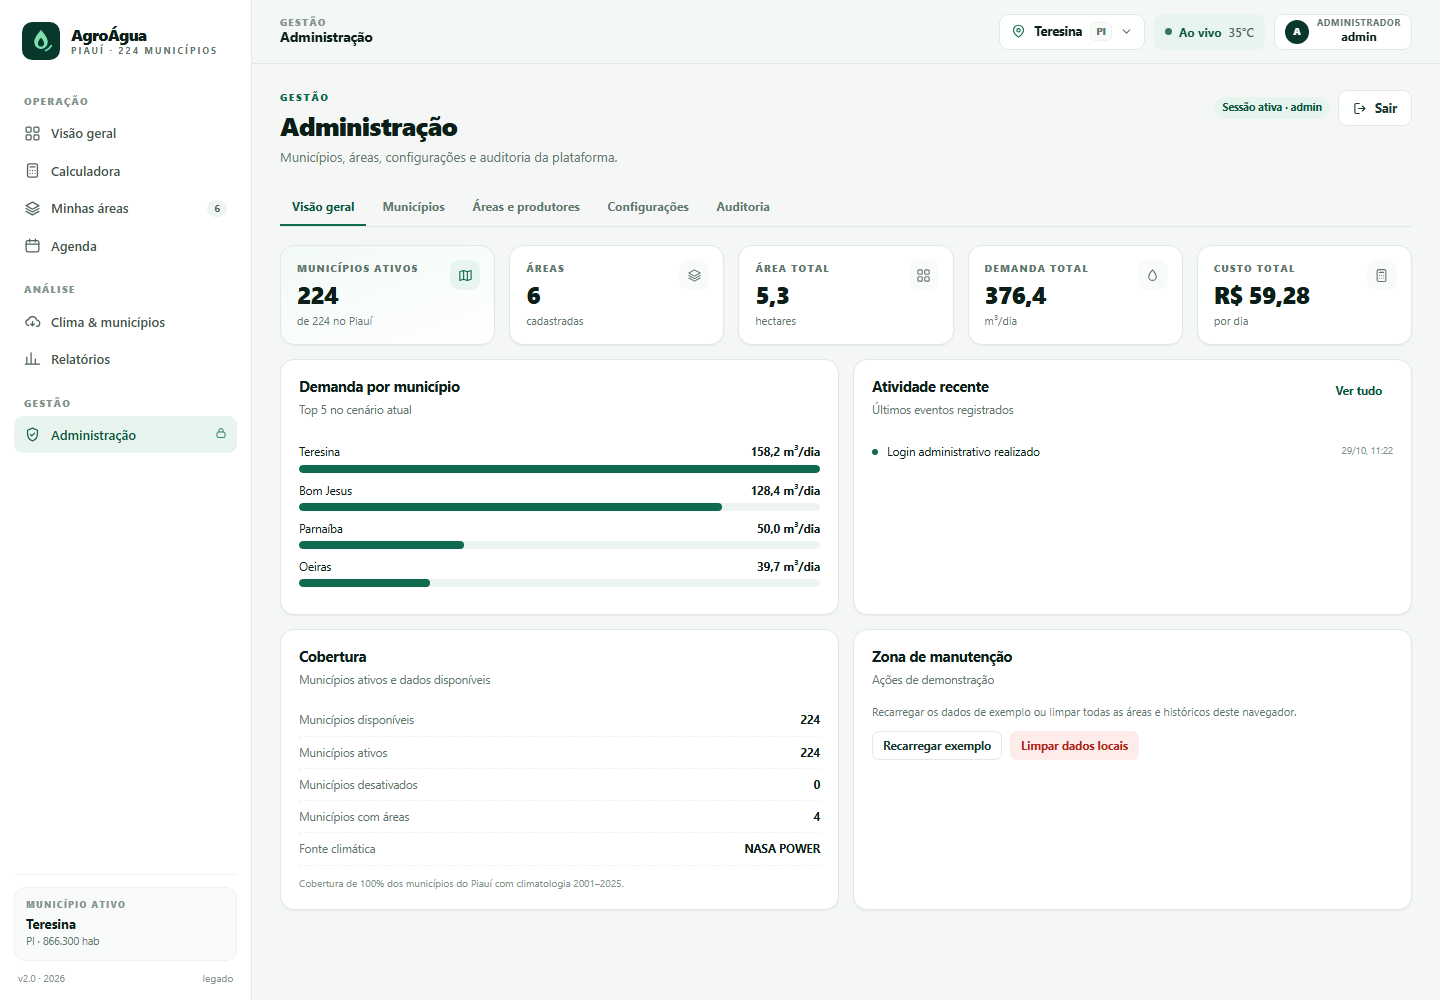 AgroÁgua
PIAUÍ · 224 MUNICÍPIOS
OPERAÇÃO
Visão geral
Calculadora
Minhas áreas 6
Agenda
ANÁLISE
Clima & municípios
Relatórios
GESTÃO
Administração
MUNICÍPIO ATIVO
Teresina
PI · 866.300 hab
v2.0 · 2026 legado
GESTÃO
Administração
Teresina PI
Ao vivo 35°C
A
ADMINISTRADOR
admin
GESTÃO
Administração
Municípios, áreas, configurações e auditoria da plataforma.
Sessão ativa · admin
Sair
Visão geral Municípios Áreas e produtores Configurações Auditoria
MUNICÍPIOS ATIVOS
224
de 224 no Piauí
ÁREAS
6
cadastradas
ÁREA TOTAL
5,3
hectares
DEMANDA TOTAL
376,4
m³/dia
CUSTO TOTAL
R$ 59,28
por dia
Demanda por município
Top 5 no cenário atual
Teresina 158,2 m³/dia
Bom Jesus 128,4 m³/dia
Parnaíba 50,0 m³/dia
Oeiras 39,7 m³/dia
Atividade recente
Ver tudo
Últimos eventos registrados
Login administrativo realizado 29/10, 11:22
Cobertura
Municípios ativos e dados disponíveis
Municípios disponíveis 224
Municípios ativos 224
Municípios desativados 0
Municípios com áreas 4
Fonte climática NASA POWER
Cobertura de 100% dos municípios do Piauí com climatologia 2001–2025.
Zona de manutenção
Ações de demonstração
Recarregar os dados de exemplo ou limpar todas as áreas e históricos deste navegador.
Recarregar exemplo Limpar dados locais